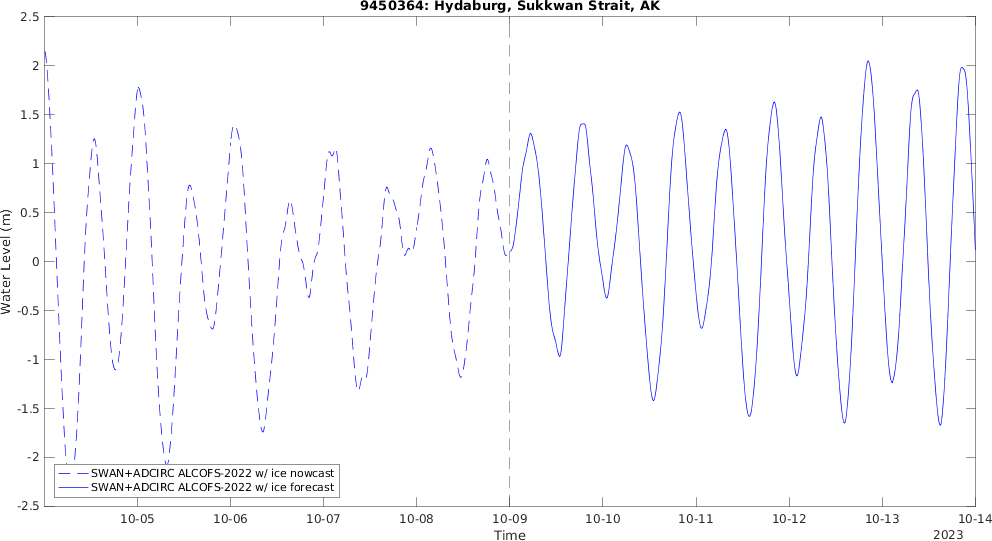 9450364: Hydaburg, Sukkwan Strait, AK
2.5
2
1.5
1
0.5
0
-0.5
-1
-1.5
-2
-2.5
Water Level (m)
SWAN+ADCIRC ALCOFS-2022 w/ ice nowcast
SWAN+ADCIRC ALCOFS-2022 w/ ice forecast
10-05 10-06 10-07 10-08 10-09 10-10 10-11 10-12 10-13 10-14
Time
2023